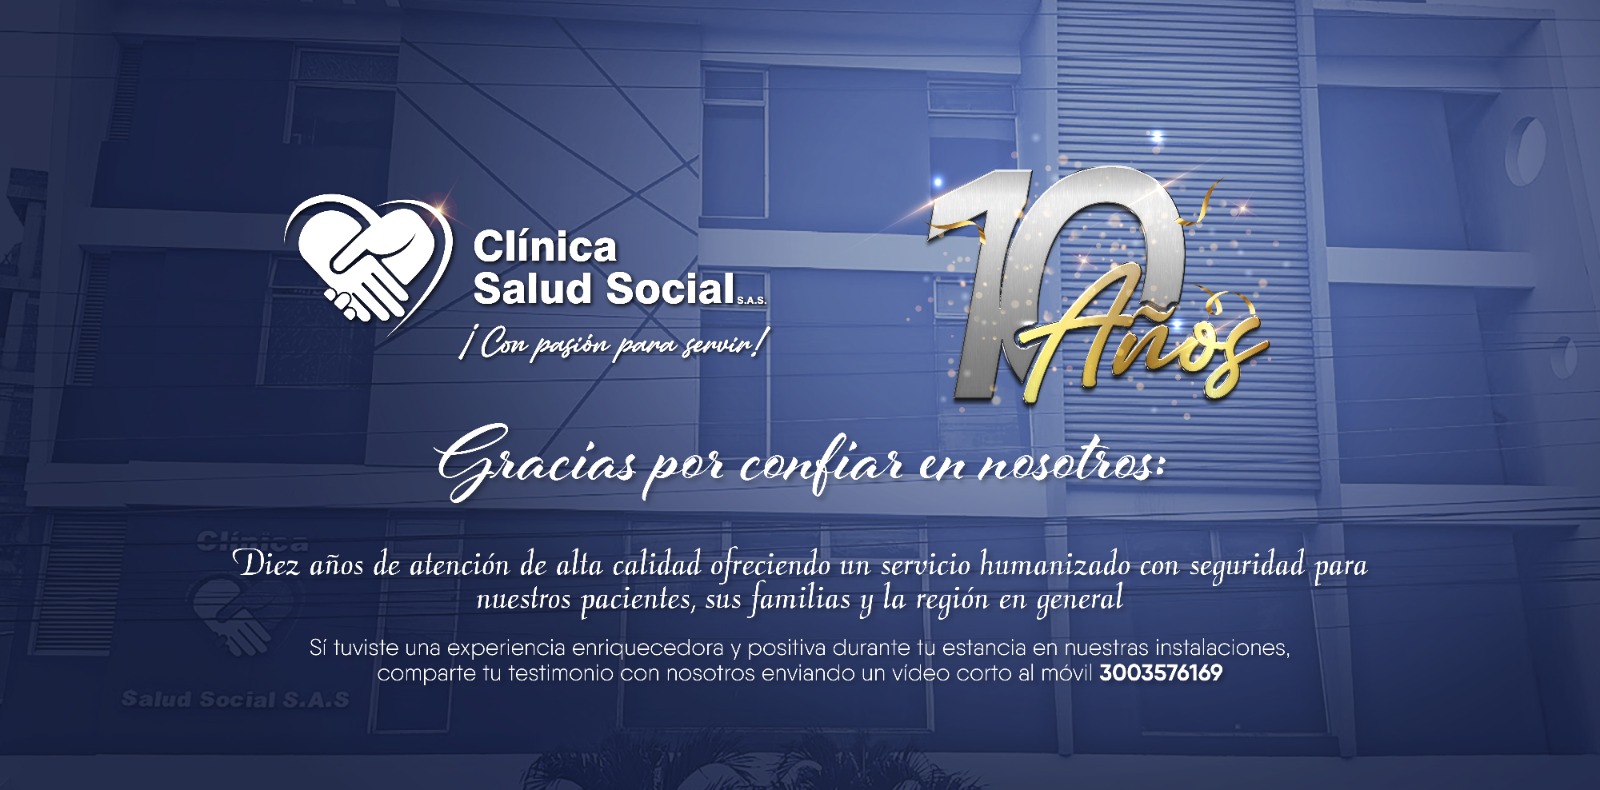 Clínica
Salud Social S.A.S.
¡Con pasión para servir!
10
Años
Gracias por confiar en nosotros:
Diez años de atención de alta calidad ofreciendo un servicio humanizado con seguridad para
nuestros pacientes, sus familias y la región en general
Sí tuviste una experiencia enriquecedora y positiva durante tu estancia en nuestras instalaciones,
comparte tu testimonio con nosotros enviando un vídeo corto al móvil 3003576169
Clínica
Salud Social S.A.S